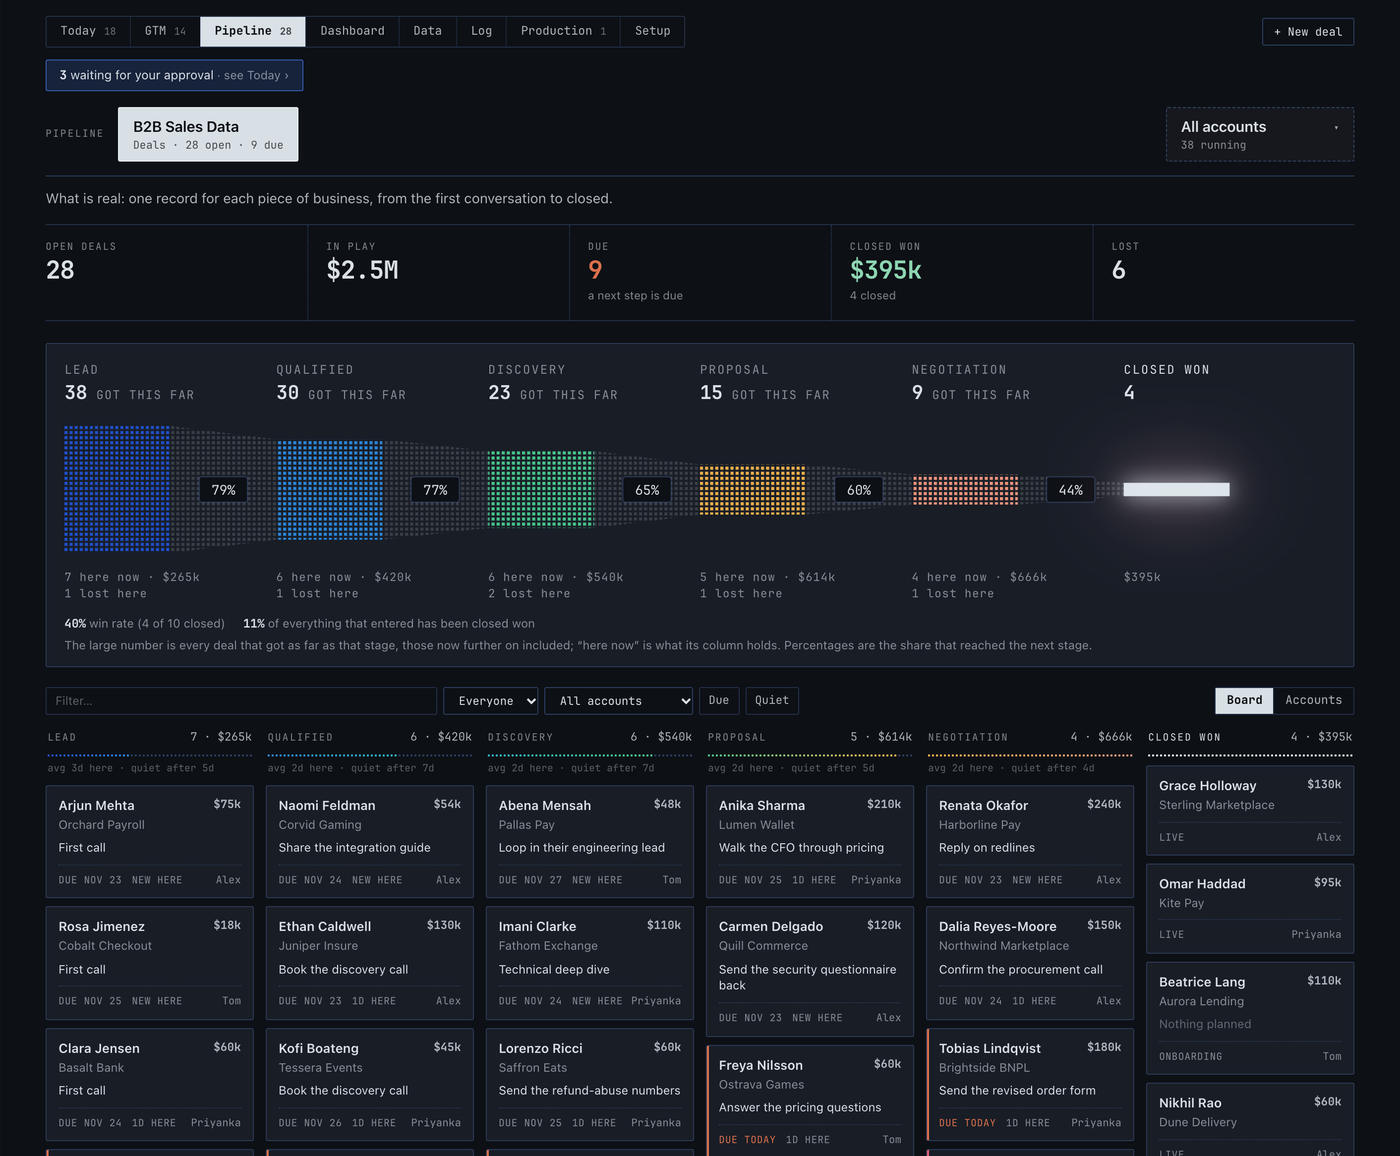 Today 18 GTM 14 Pipeline 28 Dashboard Data Log Production 1 Setup + New deal
3 waiting for your approval · see Today ›
PIPELINE B2B Sales Data All accounts ▾
Deals · 28 open · 9 due 38 running
What is real: one record for each piece of business, from the first conversation to closed.
OPEN DEALS IN PLAY DUE CLOSED WON LOST
28 $2.5M 9 $395k 6
a next step is due 4 closed
LEAD QUALIFIED DISCOVERY PROPOSAL NEGOTIATION CLOSED WON
38 GOT THIS FAR 30 GOT THIS FAR 23 GOT THIS FAR 15 GOT THIS FAR 9 GOT THIS FAR 4
79% 77% 65% 60% 44%
7 here now · $265k 6 here now · $420k 6 here now · $540k 5 here now · $614k 4 here now · $666k $395k
1 lost here 1 lost here 2 lost here 1 lost here 1 lost here
40% win rate (4 of 10 closed) 11% of everything that entered has been closed won
The large number is every deal that got as far as that stage, those now further on included; “here now” is what its column holds. Percentages are the share that reached the next stage.
Filter... Everyone All accounts Due Quiet Board Accounts
LEAD 7 · $265k
avg 3d here · quiet after 5d
Arjun Mehta $75k
Orchard Payroll
First call
DUE NOV 23 NEW HERE Alex
Rosa Jimenez $18k
Cobalt Checkout
First call
DUE NOV 25 NEW HERE Tom
Clara Jensen $60k
Basalt Bank
First call
DUE NOV 24 1D HERE Priyanka
QUALIFIED 6 · $420k
avg 2d here · quiet after 7d
Naomi Feldman $54k
Corvid Gaming
Share the integration guide
DUE NOV 24 NEW HERE Alex
Ethan Caldwell $130k
Juniper Insure
Book the discovery call
DUE NOV 23 1D HERE Alex
Kofi Boateng $45k
Tessera Events
Book the discovery call
DUE NOV 26 1D HERE Priyanka
DISCOVERY 6 · $540k
avg 2d here · quiet after 7d
Abena Mensah $48k
Pallas Pay
Loop in their engineering lead
DUE NOV 27 NEW HERE Tom
Imani Clarke $110k
Fathom Exchange
Technical deep dive
DUE NOV 24 NEW HERE Priyanka
Lorenzo Ricci $60k
Saffron Eats
Send the refund-abuse numbers
DUE NOV 25 1D HERE Priyanka
PROPOSAL 5 · $614k
avg 2d here · quiet after 5d
Anika Sharma $210k
Lumen Wallet
Walk the CFO through pricing
DUE NOV 25 1D HERE Priyanka
Carmen Delgado $120k
Quill Commerce
Send the security questionnaire
back
DUE NOV 23 NEW HERE Alex
Freya Nilsson $60k
Ostrava Games
Answer the pricing questions
DUE TODAY 1D HERE Tom
NEGOTIATION 4 · $666k
avg 2d here · quiet after 4d
Renata Okafor $240k
Harborline Pay
Reply on redlines
DUE NOV 23 NEW HERE Alex
Dalia Reyes-Moore $150k
Northwind Marketplace
Confirm the procurement call
DUE NOV 24 1D HERE Alex
Tobias Lindqvist $180k
Brightside BNPL
Send the revised order form
DUE TODAY 1D HERE Priyanka
CLOSED WON 4 · $395k
Grace Holloway $130k
Sterling Marketplace
LIVE Alex
Omar Haddad $95k
Kite Pay
LIVE Priyanka
Beatrice Lang $110k
Aurora Lending
Nothing planned
ONBOARDING Tom
Nikhil Rao $60k
Dune Delivery
LIVE Alex